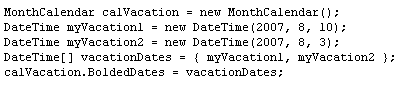 MonthCalendar calVacation = new MonthCalendar();
DateTime myVacation1 = new DateTime(2007, 8, 10);
DateTime myVacation2 = new DateTime(2007, 8, 3);
DateTime[] vacationDates = { myVacation1, myVacation2 };
calVacation.BoldedDates = vacationDates;